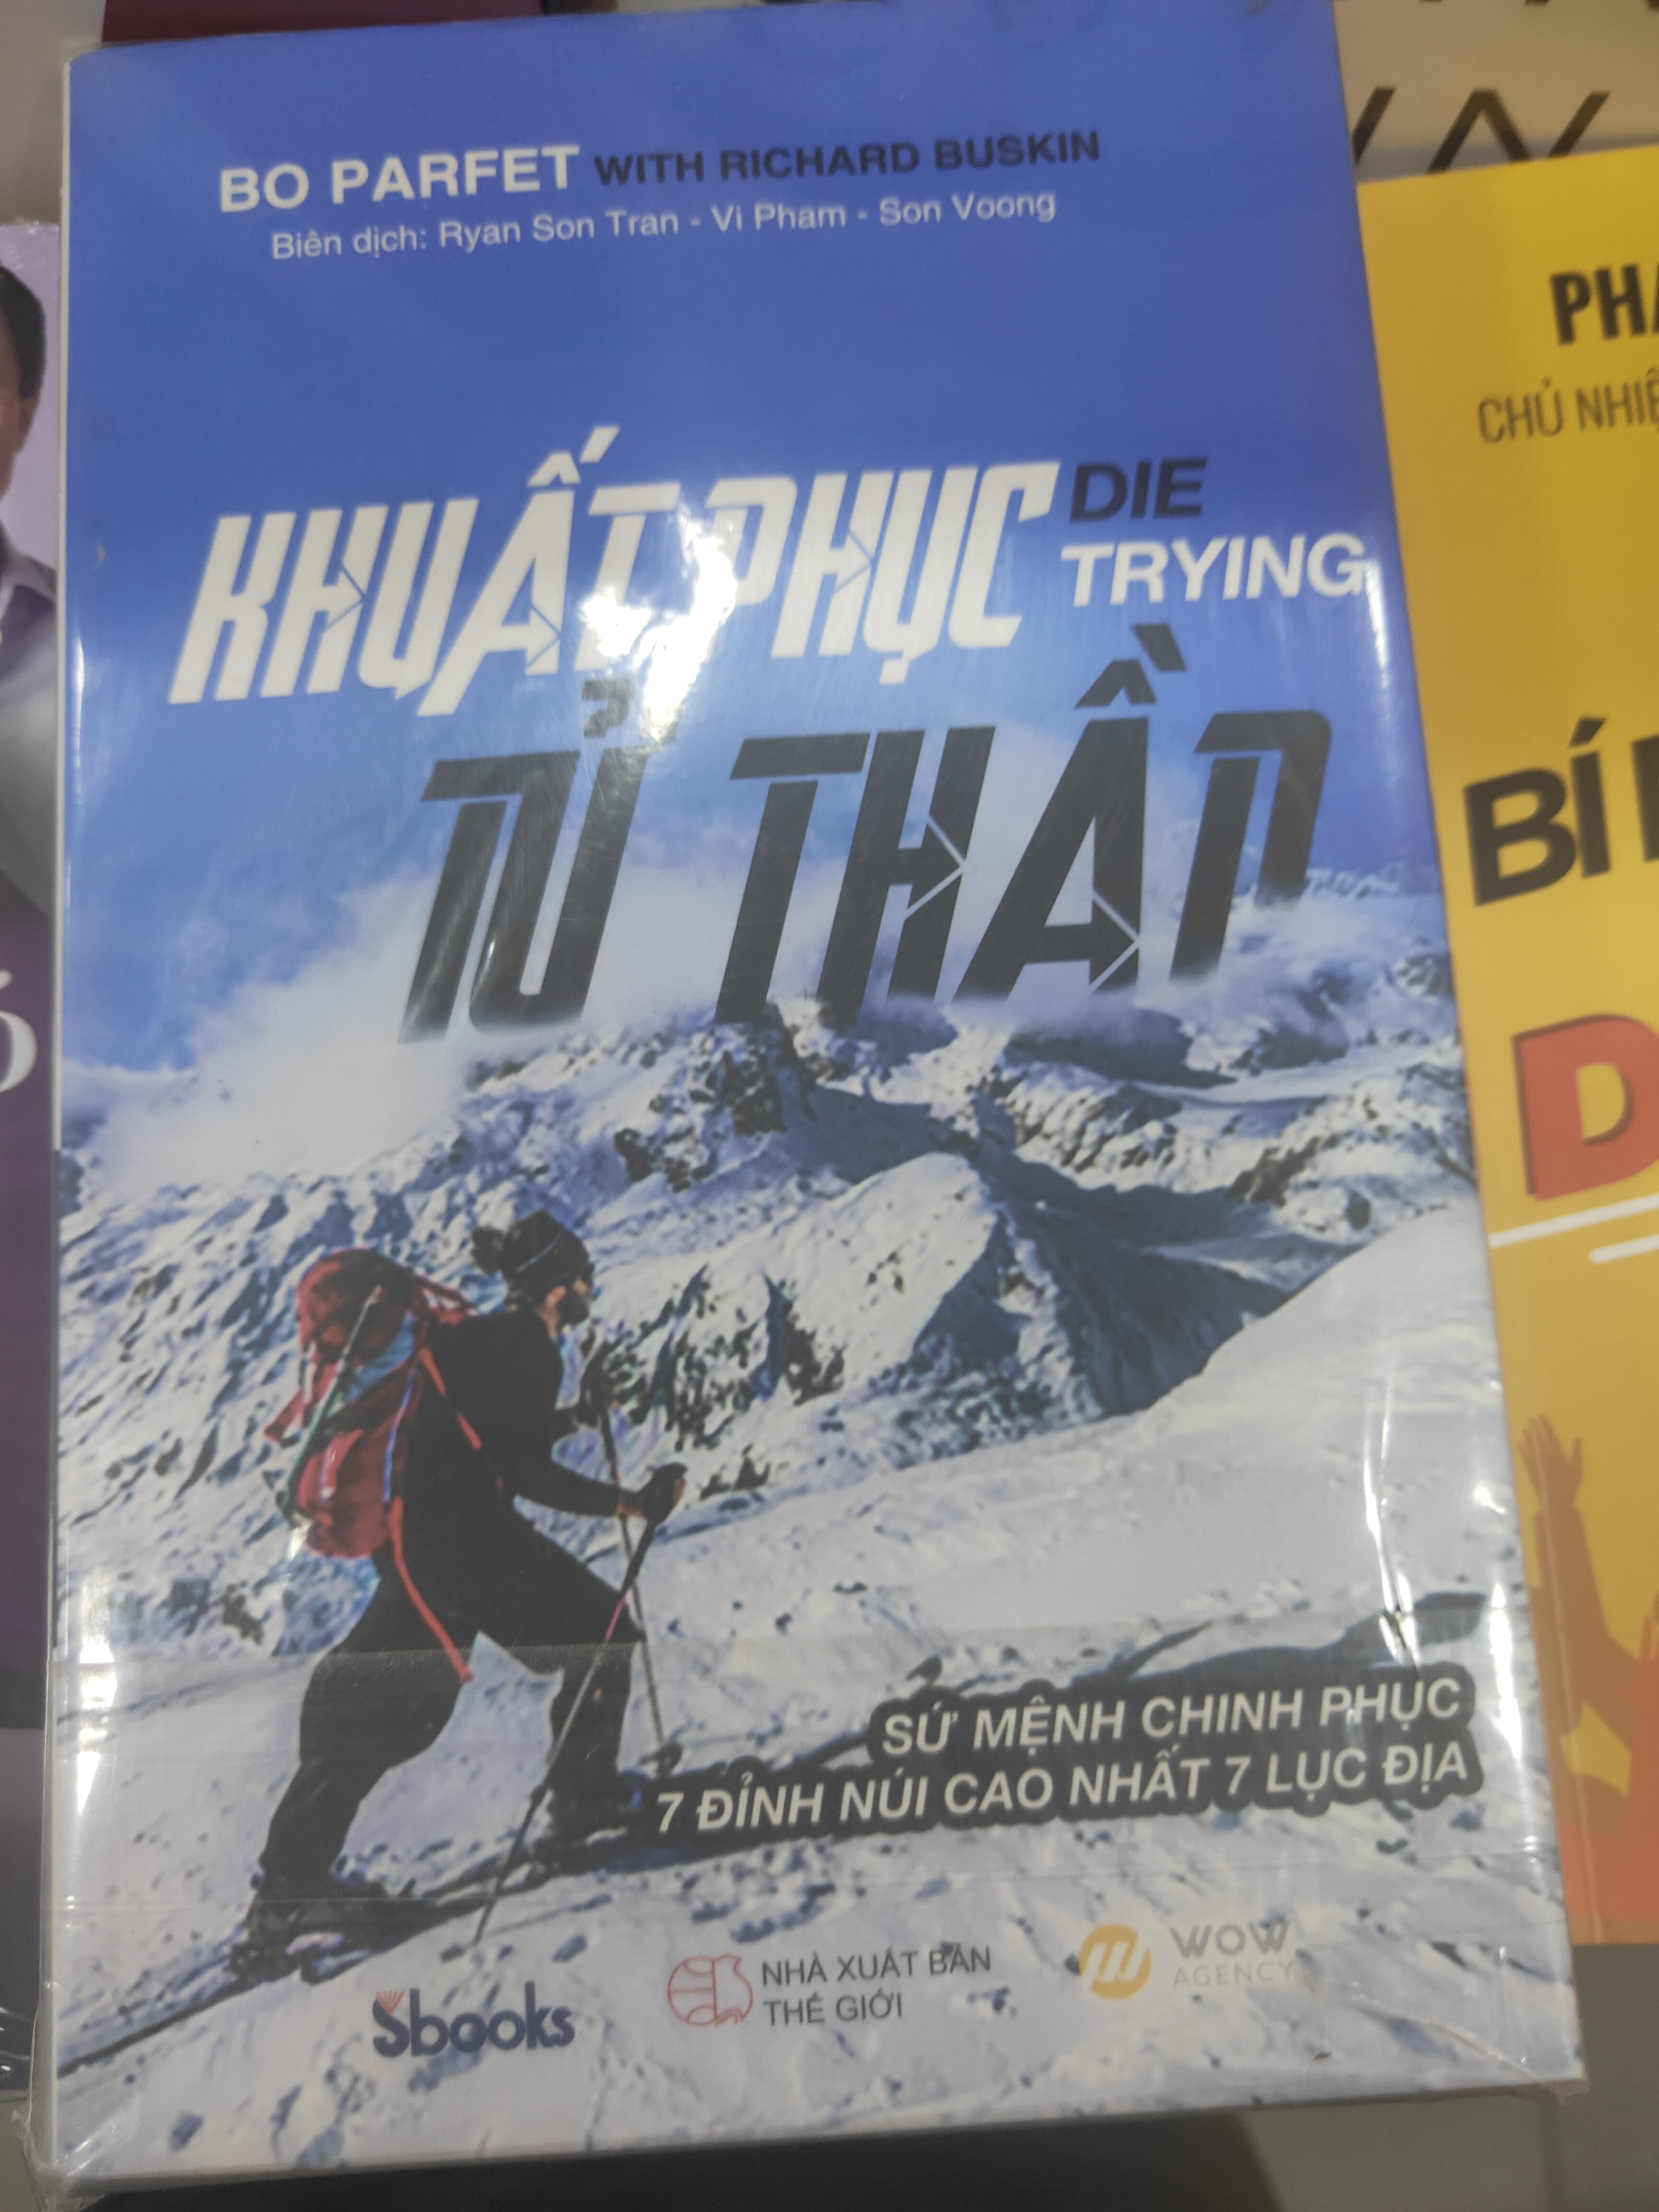 BO PARFET WITH RICHARD BUSKIN
Biên dịch: Ryan Son Tran - Vi Pham - Son Voong
KHUẤT PHỤC
DIE
TRYING
TỬ THẦN
SỨ MỆNH CHINH PHỤC
7 ĐỈNH NÚI CAO NHẤT 7 LỤC ĐỊA
Sbooks
NHÀ XUẤT BẢN
THẾ GIỚI
WOW
AGENCY
CHỦ
BÍ